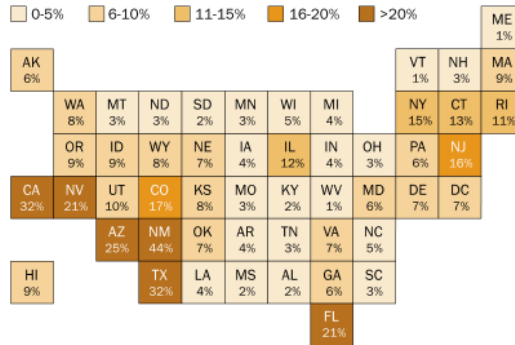 0-5% 6-10% 11-15% 16-20% >20%
ME
1%
AK VT NH MA
6% 1% 3% 9%
WA MT ND SD MN WI MI NY CT RI
8% 3% 3% 2% 3% 5% 4% 15% 13% 11%
OR ID WY NE IA IL IN OH PA NJ
9% 9% 8% 7% 4% 12% 4% 3% 6% 16%
CA NV UT CO KS MO KY WV MD DE DC
32% 21% 10% 17% 8% 3% 2% 1% 6% 7% 7%
AZ NM OK AR TN VA NC
25% 44% 7% 4% 3% 7% 5%
HI TX LA MS AL GA SC
9% 32% 4% 2% 2% 6% 3%
FL
21%